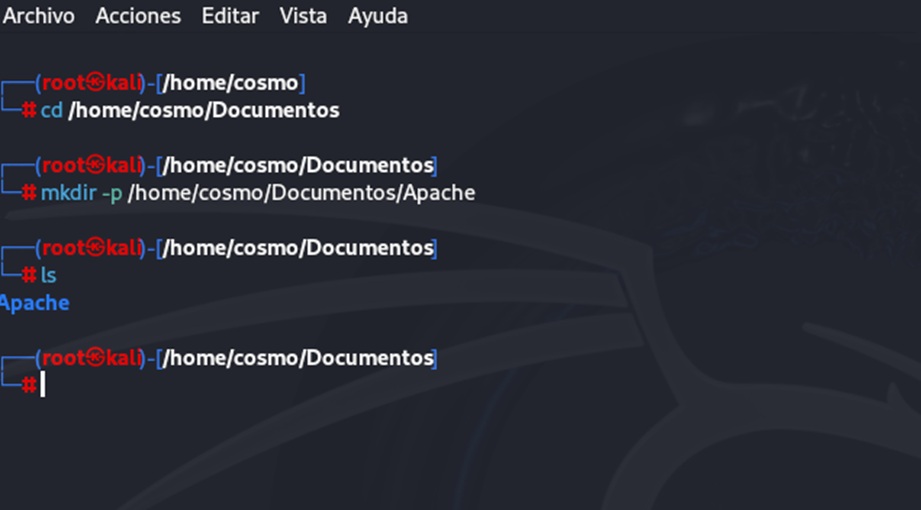 Archivo Acciones Editar Vista Ayuda
┌──(root㉿kali)-[/home/cosmo]
└─# cd /home/cosmo/Documentos
┌──(root㉿kali)-[/home/cosmo/Documentos]
└─# mkdir -p /home/cosmo/Documentos/Apache
┌──(root㉿kali)-[/home/cosmo/Documentos]
└─# ls
Apache
┌──(root㉿kali)-[/home/cosmo/Documentos]
└─#